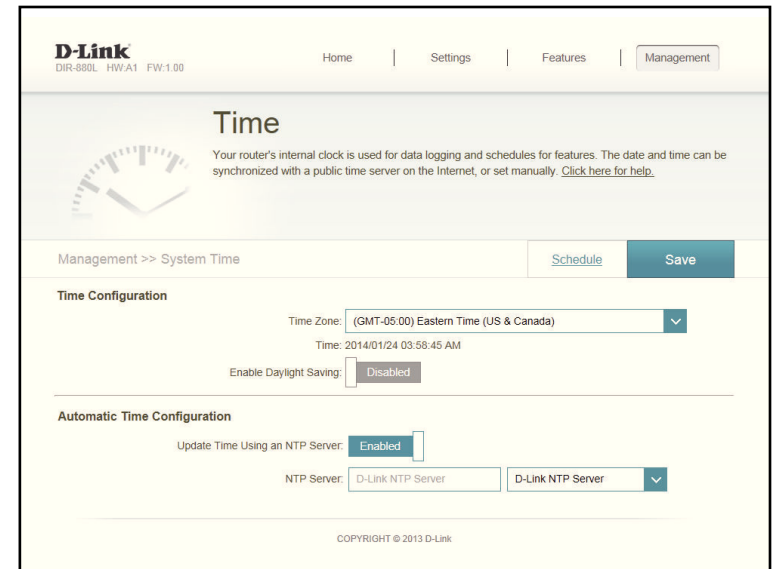 D-Link
DIR-880L HW:A1 FW:1.00
Home | Settings | Features | Management
Time
Your router's internal clock is used for data logging and schedules for features. The date and time can be
synchronized with a public time server on the Internet, or set manually. Click here for help.
Management >> System Time
Schedule
Save
Time Configuration
Time Zone: (GMT-05:00) Eastern Time (US & Canada)
Time: 2014/01/24 03:58:45 AM
Enable Daylight Saving: Disabled
Automatic Time Configuration
Update Time Using an NTP Server: Enabled
NTP Server: D-Link NTP Server D-Link NTP Server
COPYRIGHT © 2013 D-Link